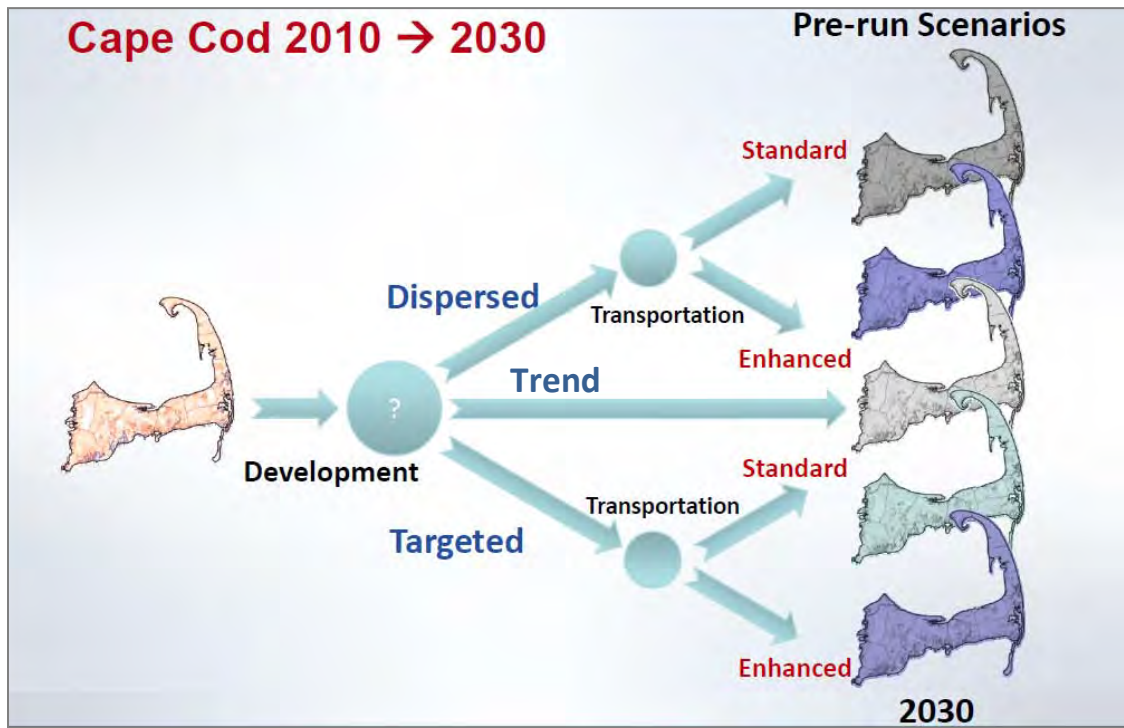 Cape Cod 2010 → 2030
Pre-run Scenarios
Standard
Dispersed
Transportation
Enhanced
Trend
?
Development
Standard
Transportation
Targeted
Enhanced
2030